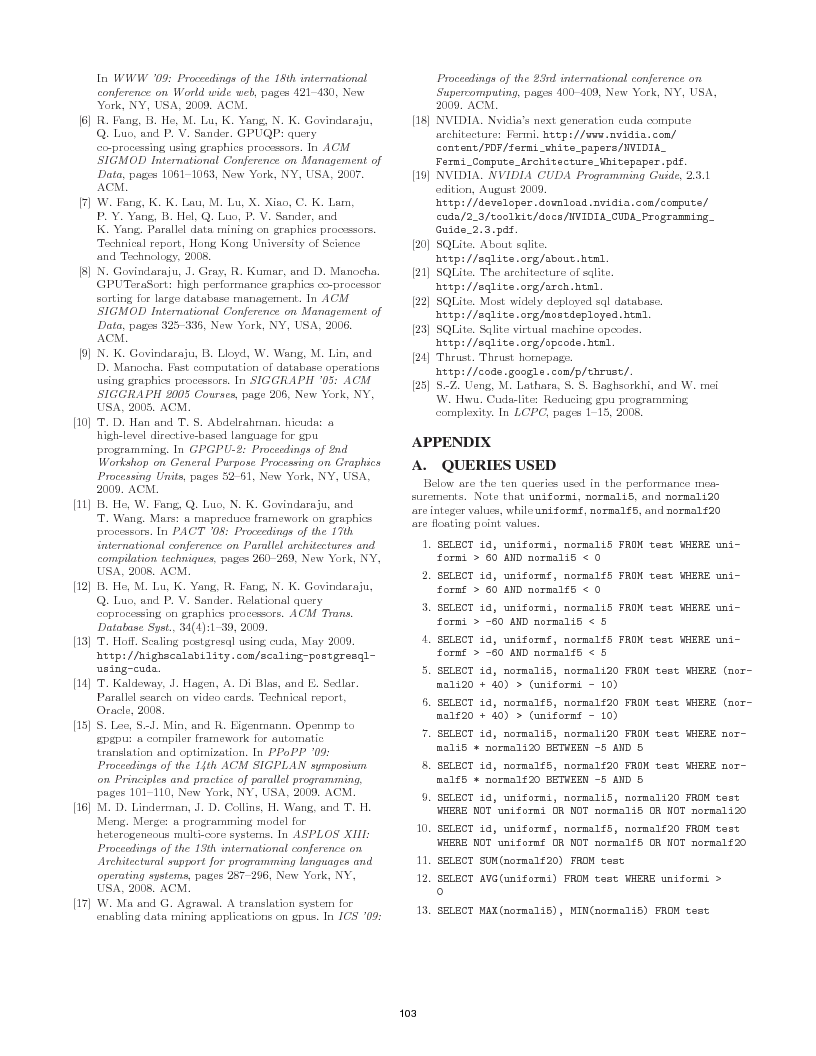 In WWW ’09: Proceedings of the 18th international
conference on World wide web, pages 421–430, New
York, NY, USA, 2009. ACM.
[6] R. Fang, B. He, M. Lu, K. Yang, N. K. Govindaraju,
Q. Luo, and P. V. Sander. GPUQP: query
co-processing using graphics processors. In ACM
SIGMOD International Conference on Management of
Data, pages 1061–1063, New York, NY, USA, 2007.
ACM.
[7] W. Fang, K. K. Lau, M. Lu, X. Xiao, C. K. Lam,
P. Y. Yang, B. Hel, Q. Luo, P. V. Sander, and
K. Yang. Parallel data mining on graphics processors.
Technical report, Hong Kong University of Science
and Technology, 2008.
[8] N. Govindaraju, J. Gray, R. Kumar, and D. Manocha.
GPUTeraSort: high performance graphics co-processor
sorting for large database management. In ACM
SIGMOD International Conference on Management of
Data, pages 325–336, New York, NY, USA, 2006.
ACM.
[9] N. K. Govindaraju, B. Lloyd, W. Wang, M. Lin, and
D. Manocha. Fast computation of database operations
using graphics processors. In SIGGRAPH ’05: ACM
SIGGRAPH 2005 Courses, page 206, New York, NY,
USA, 2005. ACM.
[10] T. D. Han and T. S. Abdelrahman. hicuda: a
high-level directive-based language for gpu
programming. In GPGPU-2: Proceedings of 2nd
Workshop on General Purpose Processing on Graphics
Processing Units, pages 52–61, New York, NY, USA,
2009. ACM.
[11] B. He, W. Fang, Q. Luo, N. K. Govindaraju, and
T. Wang. Mars: a mapreduce framework on graphics
processors. In PACT ’08: Proceedings of the 17th
international conference on Parallel architectures and
compilation techniques, pages 260–269, New York, NY,
USA, 2008. ACM.
[12] B. He, M. Lu, K. Yang, R. Fang, N. K. Govindaraju,
Q. Luo, and P. V. Sander. Relational query
coprocessing on graphics processors. ACM Trans.
Database Syst., 34(4):1–39, 2009.
[13] T. Hoff. Scaling postgresql using cuda, May 2009.
http://highscalability.com/scaling-postgresql-
using-cuda.
[14] T. Kaldeway, J. Hagen, A. Di Blas, and E. Sedlar.
Parallel search on video cards. Technical report,
Oracle, 2008.
[15] S. Lee, S.-J. Min, and R. Eigenmann. Openmp to
gpgpu: a compiler framework for automatic
translation and optimization. In PPoPP ’09:
Proceedings of the 14th ACM SIGPLAN symposium
on Principles and practice of parallel programming,
pages 101–110, New York, NY, USA, 2009. ACM.
[16] M. D. Linderman, J. D. Collins, H. Wang, and T. H.
Meng. Merge: a programming model for
heterogeneous multi-core systems. In ASPLOS XIII:
Proceedings of the 13th international conference on
Architectural support for programming languages and
operating systems, pages 287–296, New York, NY,
USA, 2008. ACM.
[17] W. Ma and G. Agrawal. A translation system for
enabling data mining applications on gpus. In ICS ’09:
Proceedings of the 23rd international conference on
Supercomputing, pages 400–409, New York, NY, USA,
2009. ACM.
[18] NVIDIA. Nvidia’s next generation cuda compute
architecture: Fermi. http://www.nvidia.com/
content/PDF/fermi_white_papers/NVIDIA_
Fermi_Compute_Architecture_Whitepaper.pdf.
[19] NVIDIA. NVIDIA CUDA Programming Guide, 2.3.1
edition, August 2009.
http://developer.download.nvidia.com/compute/
cuda/2_3/toolkit/docs/NVIDIA_CUDA_Programming_
Guide_2.3.pdf.
[20] SQLite. About sqlite.
http://sqlite.org/about.html.
[21] SQLite. The architecture of sqlite.
http://sqlite.org/arch.html.
[22] SQLite. Most widely deployed sql database.
http://sqlite.org/mostdeployed.html.
[23] SQLite. Sqlite virtual machine opcodes.
http://sqlite.org/opcode.html.
[24] Thrust. Thrust homepage.
http://code.google.com/p/thrust/.
[25] S.-Z. Ueng, M. Lathara, S. S. Baghsorkhi, and W. mei
W. Hwu. Cuda-lite: Reducing gpu programming
complexity. In LCPC, pages 1–15, 2008.
APPENDIX
A. QUERIES USED
Below are the ten queries used in the performance mea-
surements. Note that uniformi, normali5, and normali20
are integer values, while uniformf, normalf5, and normalf20
are floating point values.
1. SELECT id, uniformi, normali5 FROM test WHERE uni-
formi > 60 AND normali5 < 0
2. SELECT id, uniformf, normalf5 FROM test WHERE uni-
formf > 60 AND normalf5 < 0
3. SELECT id, uniformi, normali5 FROM test WHERE uni-
formi > -60 AND normali5 < 5
4. SELECT id, uniformf, normalf5 FROM test WHERE uni-
formf > -60 AND normalf5 < 5
5. SELECT id, normali5, normali20 FROM test WHERE (nor-
mali20 + 40) > (uniformi - 10)
6. SELECT id, normalf5, normalf20 FROM test WHERE (nor-
malf20 + 40) > (uniformf - 10)
7. SELECT id, normali5, normali20 FROM test WHERE nor-
mali5 * normali20 BETWEEN -5 AND 5
8. SELECT id, normalf5, normalf20 FROM test WHERE nor-
malf5 * normalf20 BETWEEN -5 AND 5
9. SELECT id, uniformi, normali5, normali20 FROM test
WHERE NOT uniformi OR NOT normali5 OR NOT normali20
10. SELECT id, uniformf, normalf5, normalf20 FROM test
WHERE NOT uniformf OR NOT normalf5 OR NOT normalf20
11. SELECT SUM(normalf20) FROM test
12. SELECT AVG(uniformi) FROM test WHERE uniformi >
0
13. SELECT MAX(normali5), MIN(normali5) FROM test
103